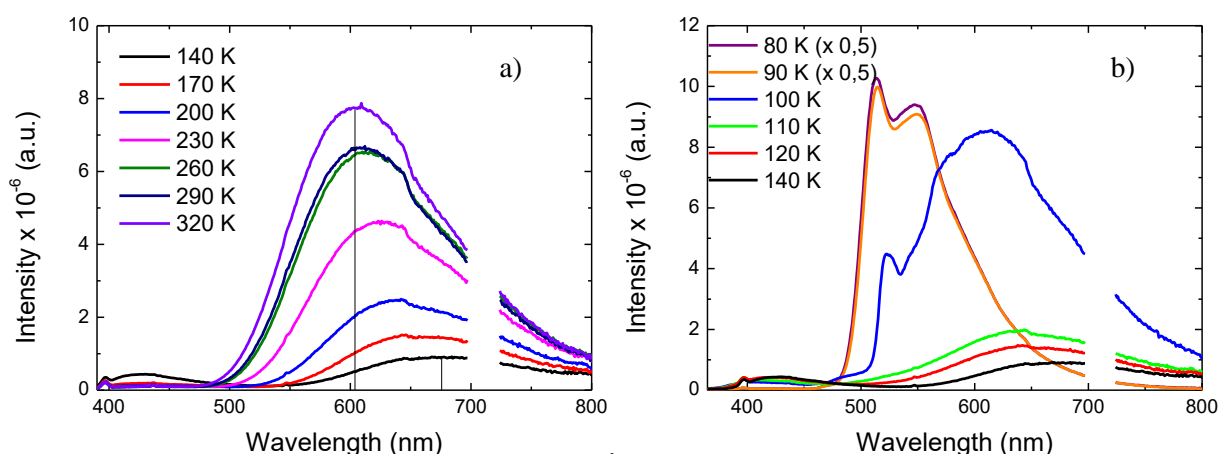 a)
Intensity x 10⁻⁶ (a.u.)
10
8
6
4
2
0
140 K
170 K
200 K
230 K
260 K
290 K
320 K
400 500 600 700 800
Wavelength (nm)
b)
Intensity x 10⁻⁶ (a.u.)
12
10
8
6
4
2
0
80 K (x 0,5)
90 K (x 0,5)
100 K
110 K
120 K
140 K
400 500 600 700 800
Wavelength (nm)